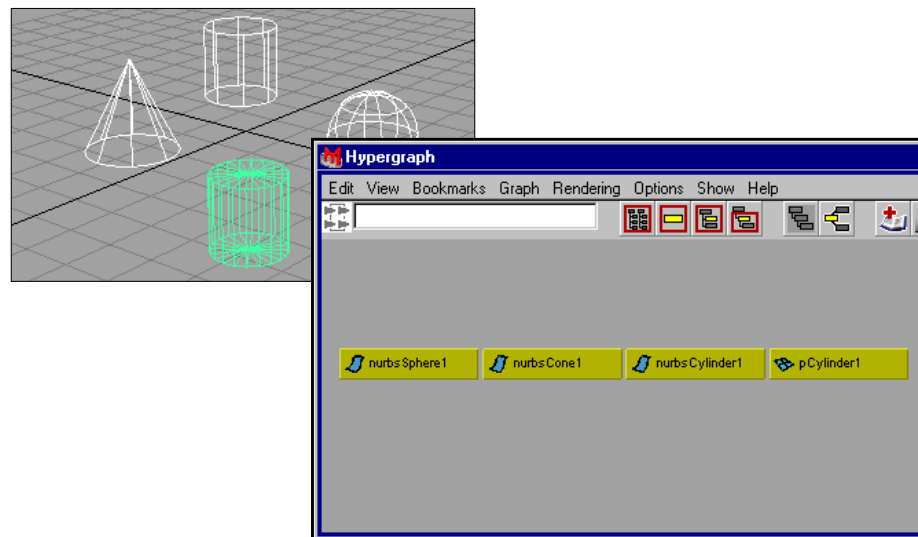 Hypergraph
Edit View Bookmarks Graph Rendering Options Show Help
nurbsSphere1 nurbsCone1 nurbsCylinder1 pCylinder1